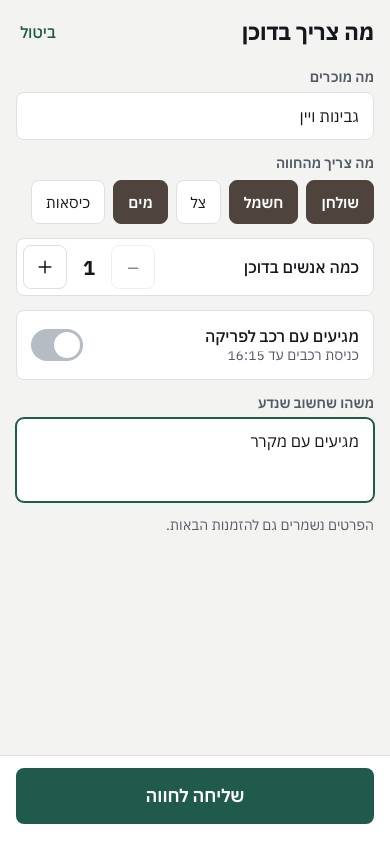 מה צריך בדוכן
ביטול
מה מוכרים
גבינות ויין
מה צריך מהחווה
שולחן
חשמל
צל
מים
כיסאות
כמה אנשים בדוכן
−
1
+
מגיעים עם רכב לפריקה
כניסת רכבים עד 16:15
משהו שחשוב שנדע
מגיעים עם מקרר
הפרטים נשמרים גם להזמנות הבאות.
שליחה לחווה